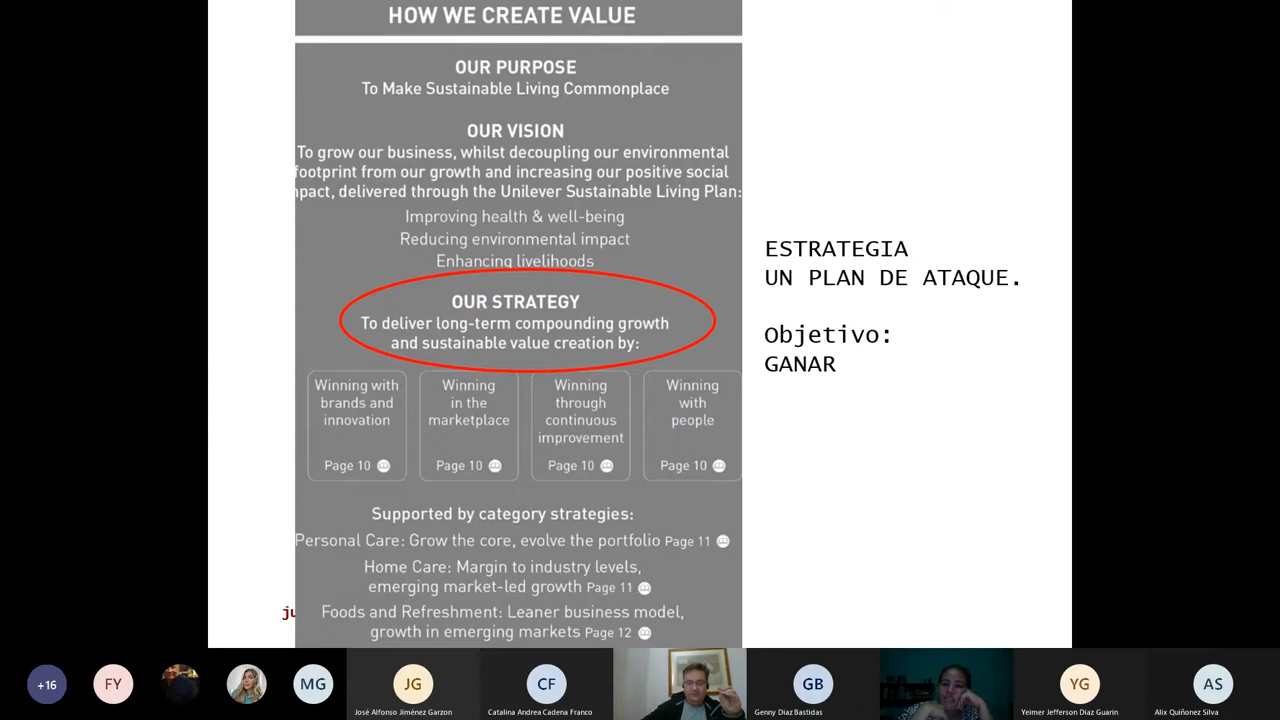 HOW WE CREATE VALUE
OUR PURPOSE
To Make Sustainable Living Commonplace
OUR VISION
To grow our business, whilst decoupling our environmental
footprint from our growth and increasing our positive social
mpact, delivered through the Unilever Sustainable Living Plan:
Improving health & well-being
Reducing environmental impact
Enhancing livelihoods
OUR STRATEGY
To deliver long-term compounding growth
and sustainable value creation by:
Winning with
brands and
innovation
Page 10
Winning
in the
marketplace
Page 10
Winning
through
continuous
improvement
Page 10
Winning
with
people
Page 10
Supported by category strategies:
Personal Care: Grow the core, evolve the portfolio Page 11
Home Care: Margin to industry levels,
emerging market-led growth Page 11
Foods and Refreshment: Leaner business model,
growth in emerging markets Page 12
ESTRATEGIA
UN PLAN DE ATAQUE.
Objetivo:
GANAR
+16
FY
MG
JG
José Alfonso Jiménez Garzon
CF
Catalina Andrea Cadena Franco
GB
Genny Diaz Bastidas
YG
Yeimer Jefferson Diaz Guarin
AS
Alix Quiñonez Silva